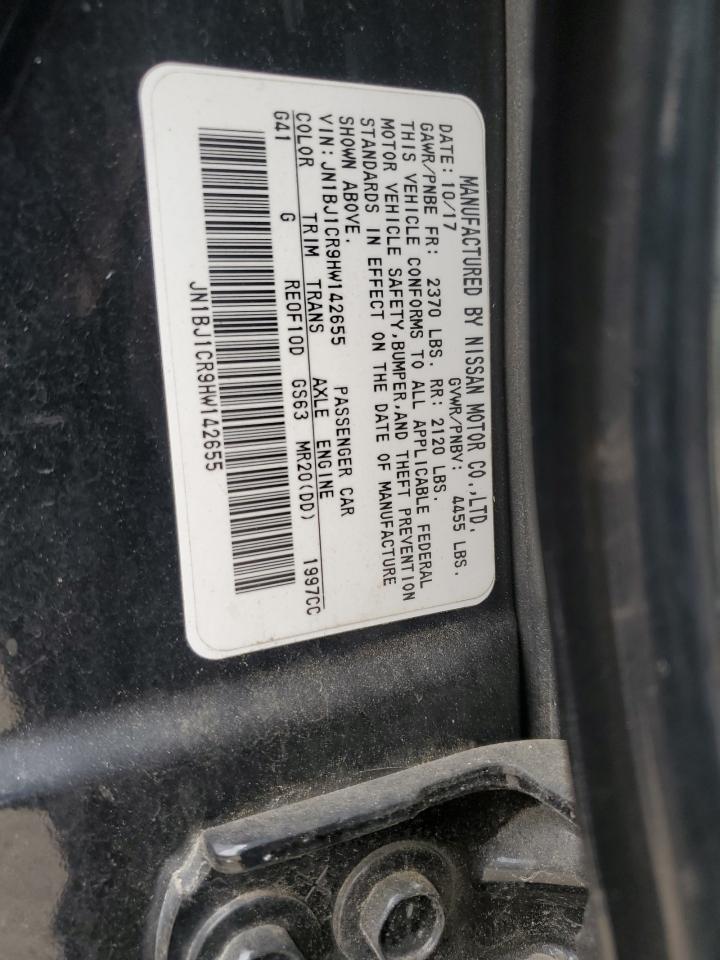 MANUFACTURED BY NISSAN MOTOR CO.,LTD.
DATE: 10/17 GVWR/PNBV: 4455 LBS.
GAWR/PNBE FR: 2370 LBS. RR: 2120 LBS.
THIS VEHICLE CONFORMS TO ALL APPLICABLE FEDERAL
MOTOR VEHICLE SAFETY,BUMPER,AND THEFT PREVENTION
STANDARDS IN EFFECT ON THE DATE OF MANUFACTURE
SHOWN ABOVE.
VIN:JN1BJ1CR9HW142655 PASSENGER CAR
COLOR TRIM TRANS AXLE ENGINE
G41 G RE0F10D GS63 MR20(DD) 1997CC
JN1BJ1CR9HW142655